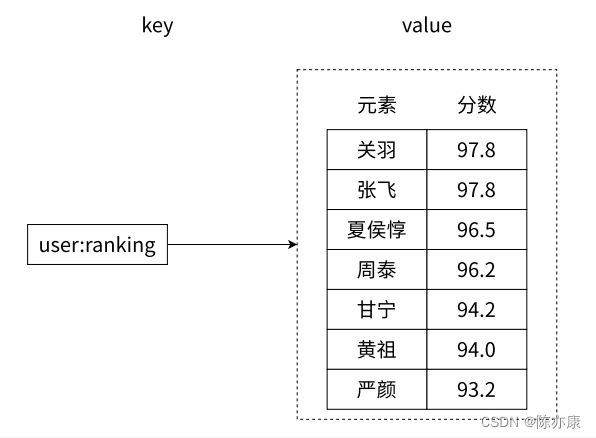 key value
元素 分数
关羽 97.8
张飞 97.8
夏侯惇 96.5
user:ranking
周泰 96.2
甘宁 94.2
黄祖 94.0
严颜 93.2
CSDN @陈亦康